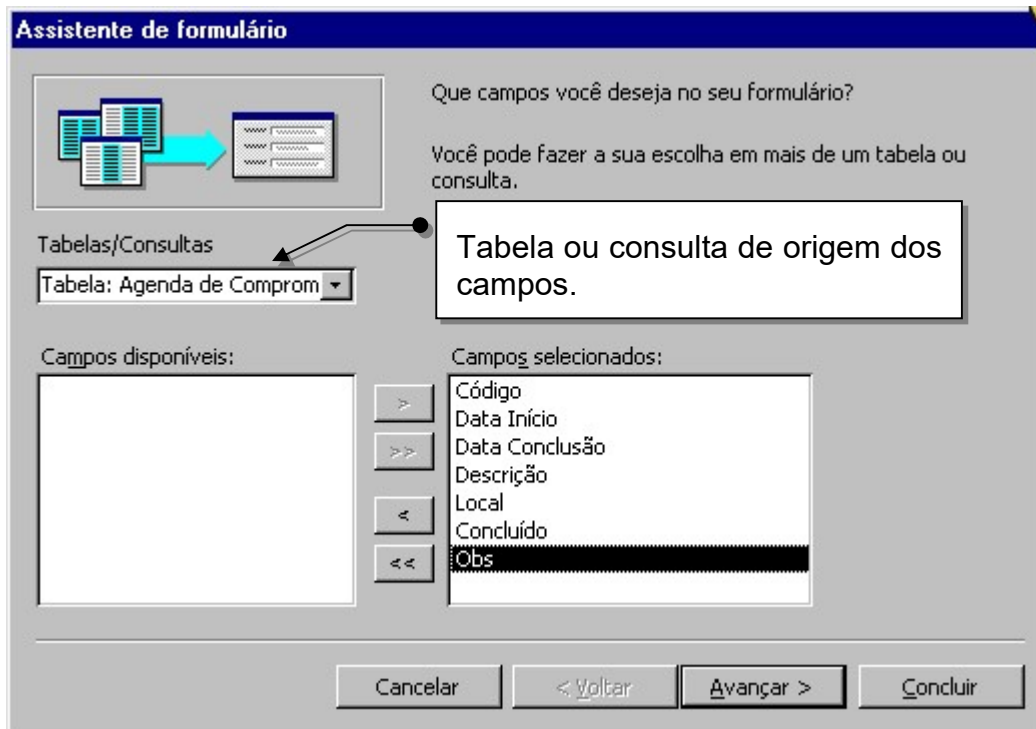 Assistente de formulário
Que campos você deseja no seu formulário?
Você pode fazer a sua escolha em mais de um tabela ou
consulta.
Tabelas/Consultas
Tabela: Agenda de Comprom
Tabela ou consulta de origem dos
campos.
Campos disponíveis:
Campos selecionados:
>
>>
<
<<
Código
Data Início
Data Conclusão
Descrição
Local
Concluído
Obs
Cancelar
< Voltar
Avançar >
Concluir